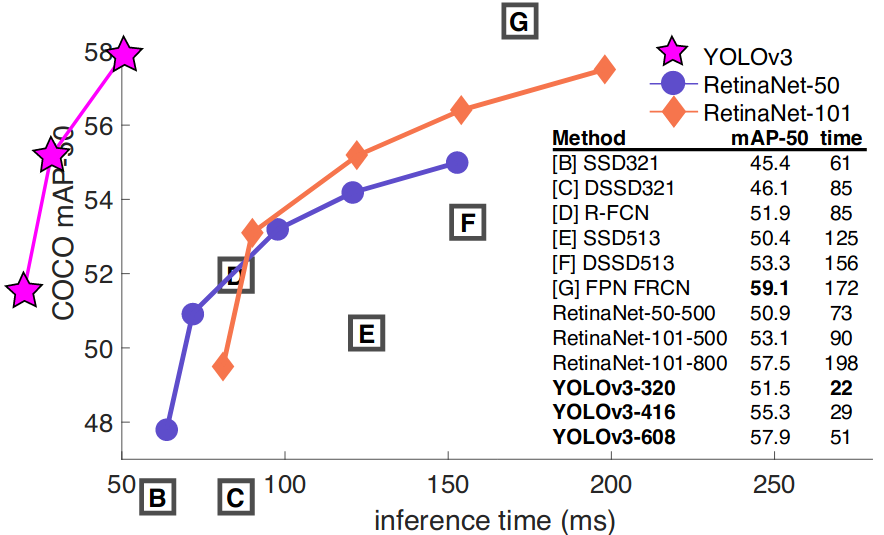 G
58
56
54
52
50
48
COCO mAP-50
D
F
E
B
C
50
100
150
200
250
inference time (ms)
YOLOv3
RetinaNet-50
RetinaNet-101
Method mAP-50 time
[B] SSD321 45.4 61
[C] DSSD321 46.1 85
[D] R-FCN 51.9 85
[E] SSD513 50.4 125
[F] DSSD513 53.3 156
[G] FPN FRCN 59.1 172
RetinaNet-50-500 50.9 73
RetinaNet-101-500 53.1 90
RetinaNet-101-800 57.5 198
YOLOv3-320 51.5 22
YOLOv3-416 55.3 29
YOLOv3-608 57.9 51